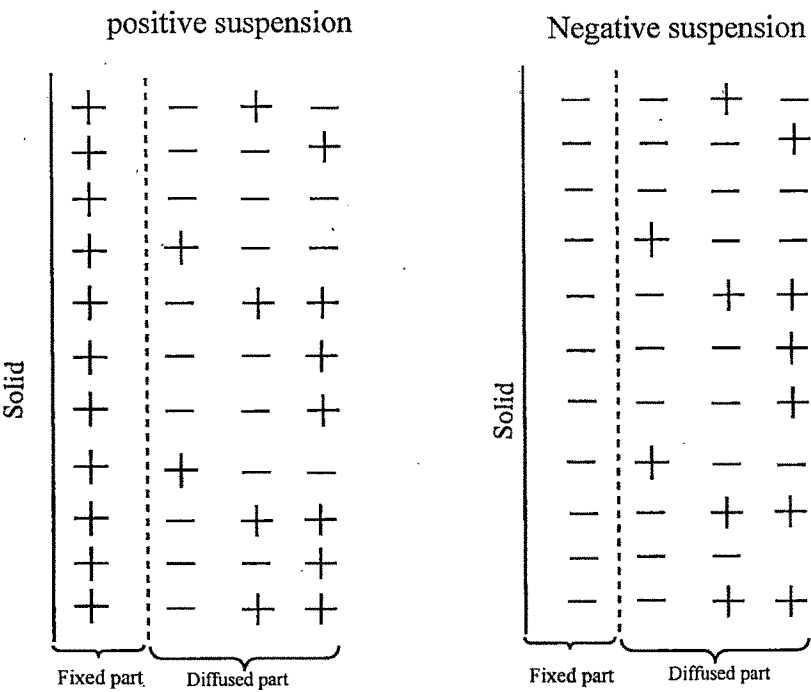 positive suspension
Negative suspension
+ - + -
+ - - +
+ - - -
+ + - -
+ - + +
+ - - +
+ - - +
+ + - -
+ - + +
+ - - +
+ - + +
Solid
Fixed part
Diffused part
- - + -
- - - +
- - - -
- + - -
- - + +
- - - +
- - - +
- + - -
- - + +
- - -
- - + +
Solid
Fixed part
Diffused part